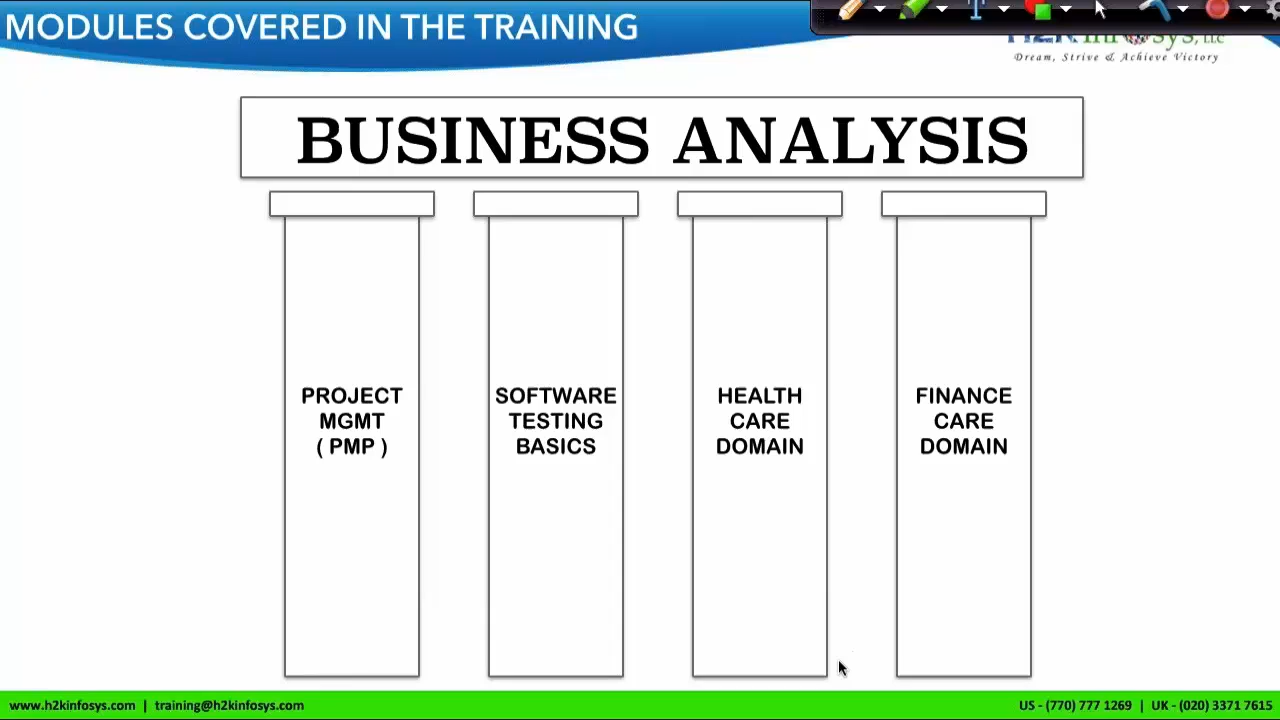 MODULES COVERED IN THE TRAINING
Dream, Strive & Achieve Victory
BUSINESS ANALYSIS
PROJECT
MGMT
( PMP )
SOFTWARE
TESTING
BASICS
HEALTH
CARE
DOMAIN
FINANCE
CARE
DOMAIN
www.h2kinfosys.com | training@h2kinfosys.com
US - (770) 777 1269 | UK - (020) 3371 7615